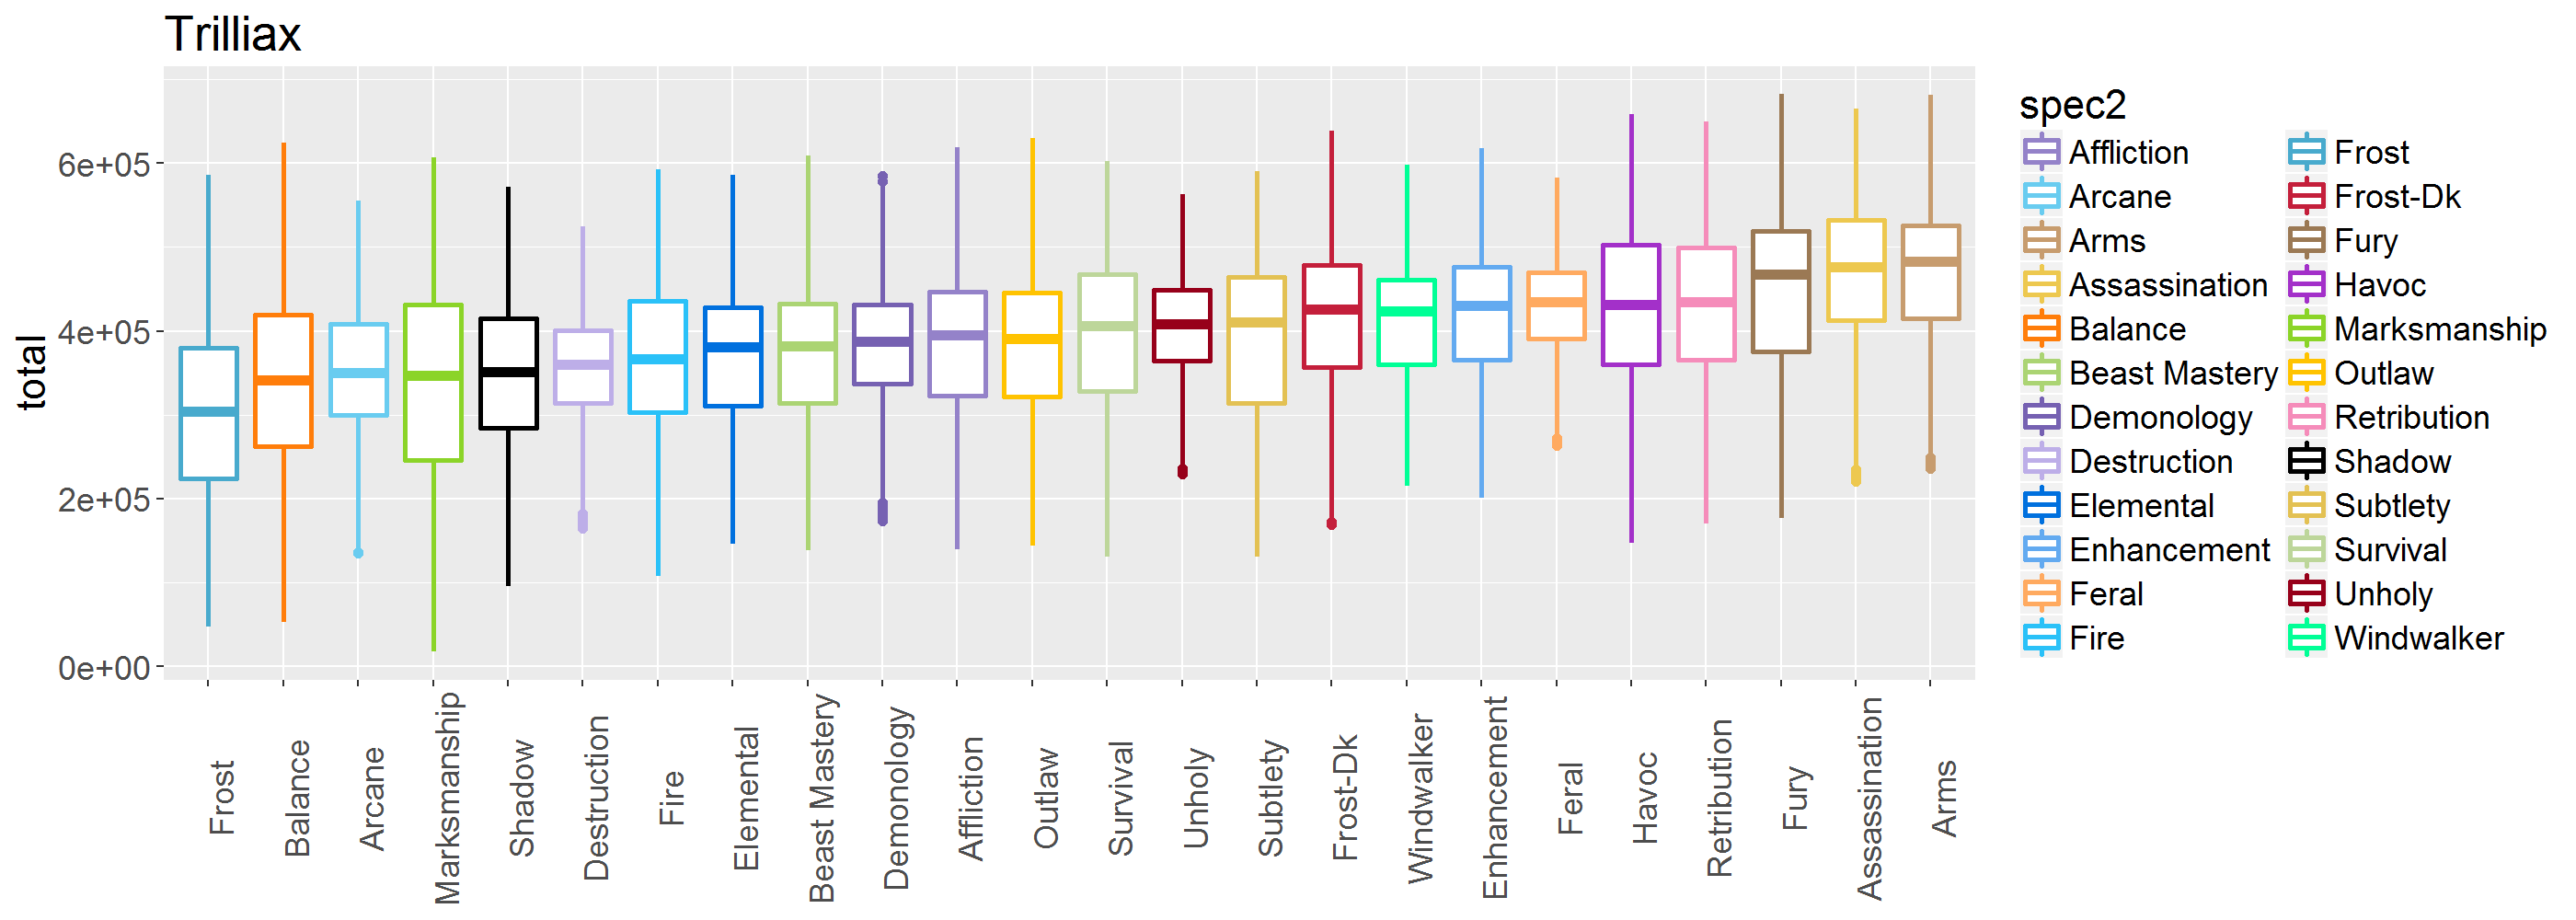 Trilliax
total
6e+05
4e+05
2e+05
0e+00
Frost
Balance
Arcane
Marksmanship
Shadow
Destruction
Fire
Elemental
Beast Mastery
Demonology
Affliction
Outlaw
Survival
Unholy
Subtlety
Frost-Dk
Windwalker
Enhancement
Feral
Havoc
Retribution
Fury
Assassination
Arms
spec2
Affliction
Arcane
Arms
Assassination
Balance
Beast Mastery
Demonology
Destruction
Elemental
Enhancement
Feral
Fire
Frost
Frost-Dk
Fury
Havoc
Marksmanship
Outlaw
Retribution
Shadow
Subtlety
Survival
Unholy
Windwalker